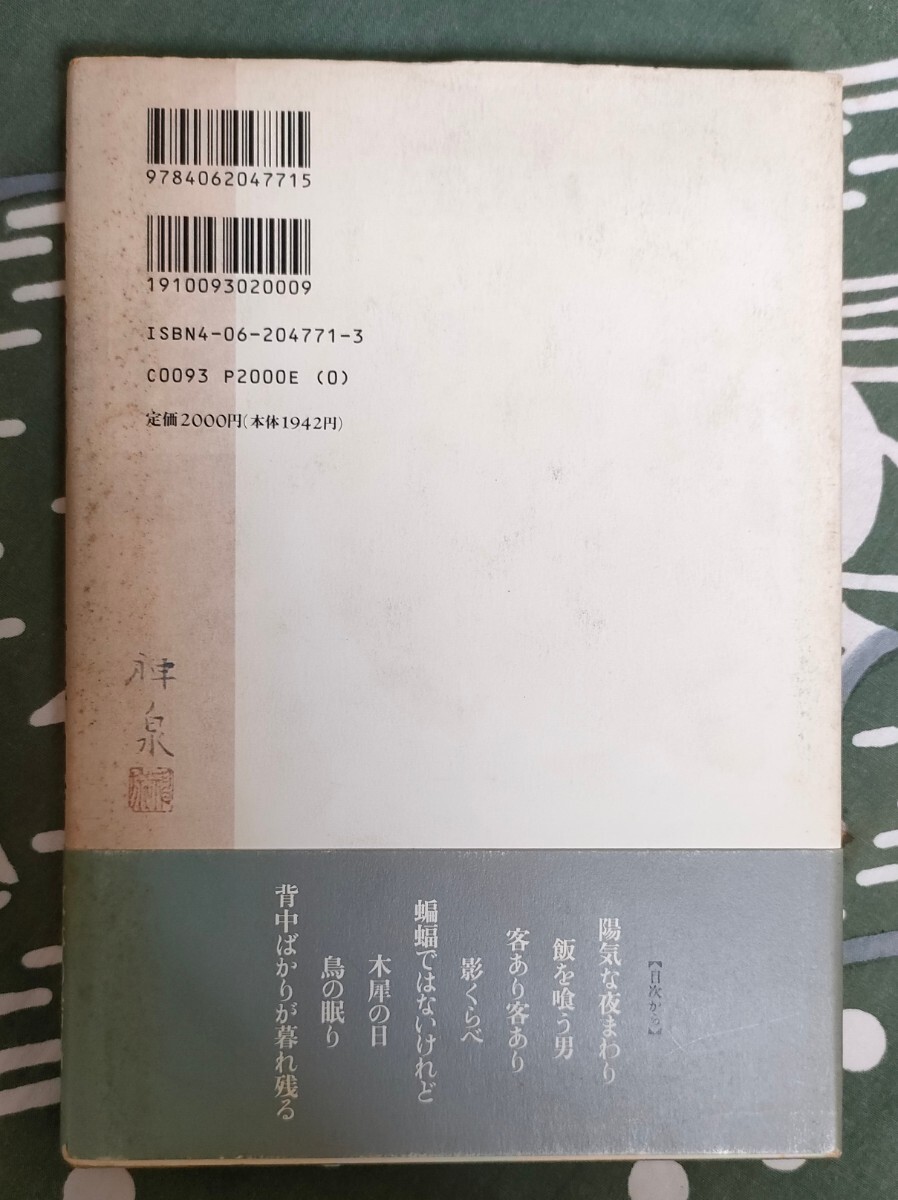 9784062047715
1910093020009
ISBN4-06-204771-3
C0093 P2000E (0)
定価2000円(本体1942円)
神
泉
【目次から】
陽気な夜まわり
飯を喰う男
客あり客あり
影くらべ
蝙蝠ではないけれど
木犀の日
鳥の眠り
背中ばかりが暮れ残る